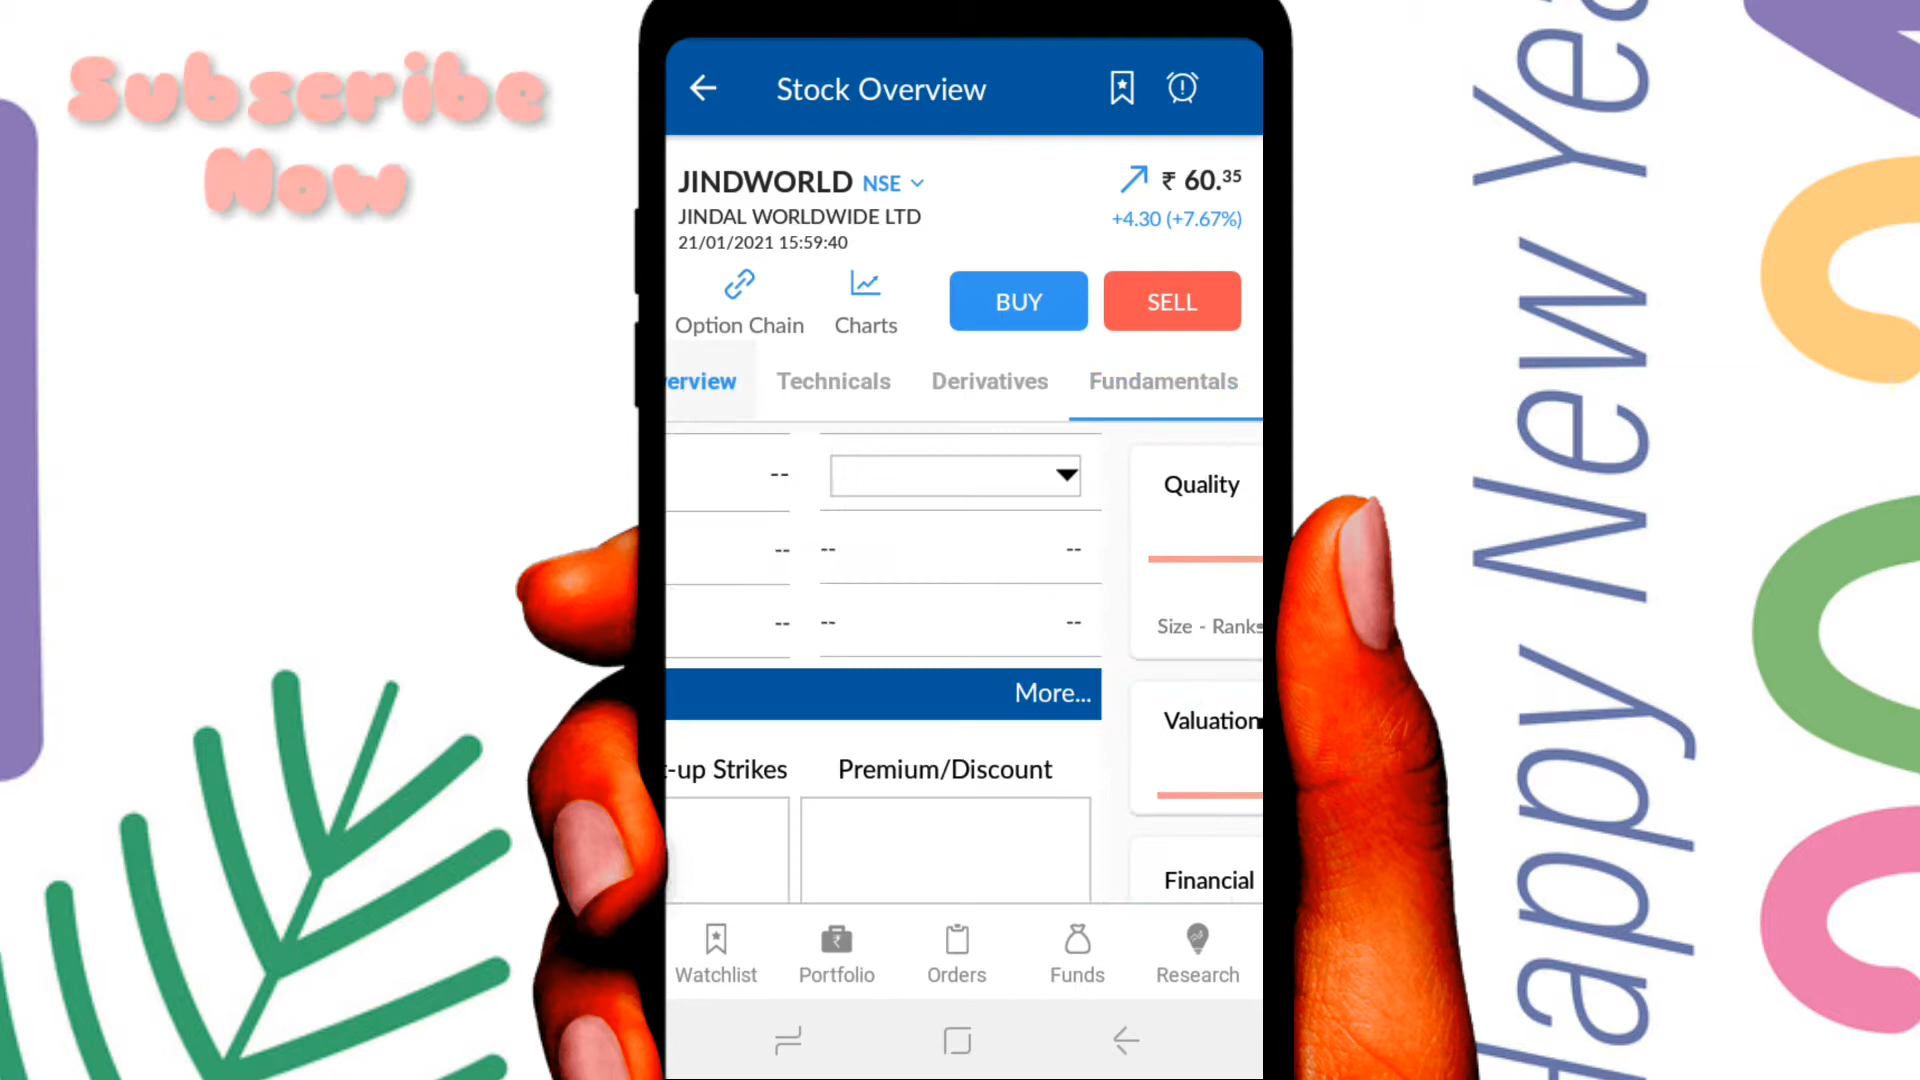 Subscribe
Now
Stock Overview
JINDWORLD NSE
₹ 60.35
JINDAL WORLDWIDE LTD
+4.30 (+7.67%)
21/01/2021 15:59:40
Option Chain
Charts
BUY
SELL
erview
Technicals
Derivatives
Fundamentals
--
Quality
-- -- --
-- -- --
Size - Ranks
More...
Valuation
-up Strikes
Premium/Discount
Financial
Watchlist
Portfolio
Orders
Funds
Research
Happy New Yea